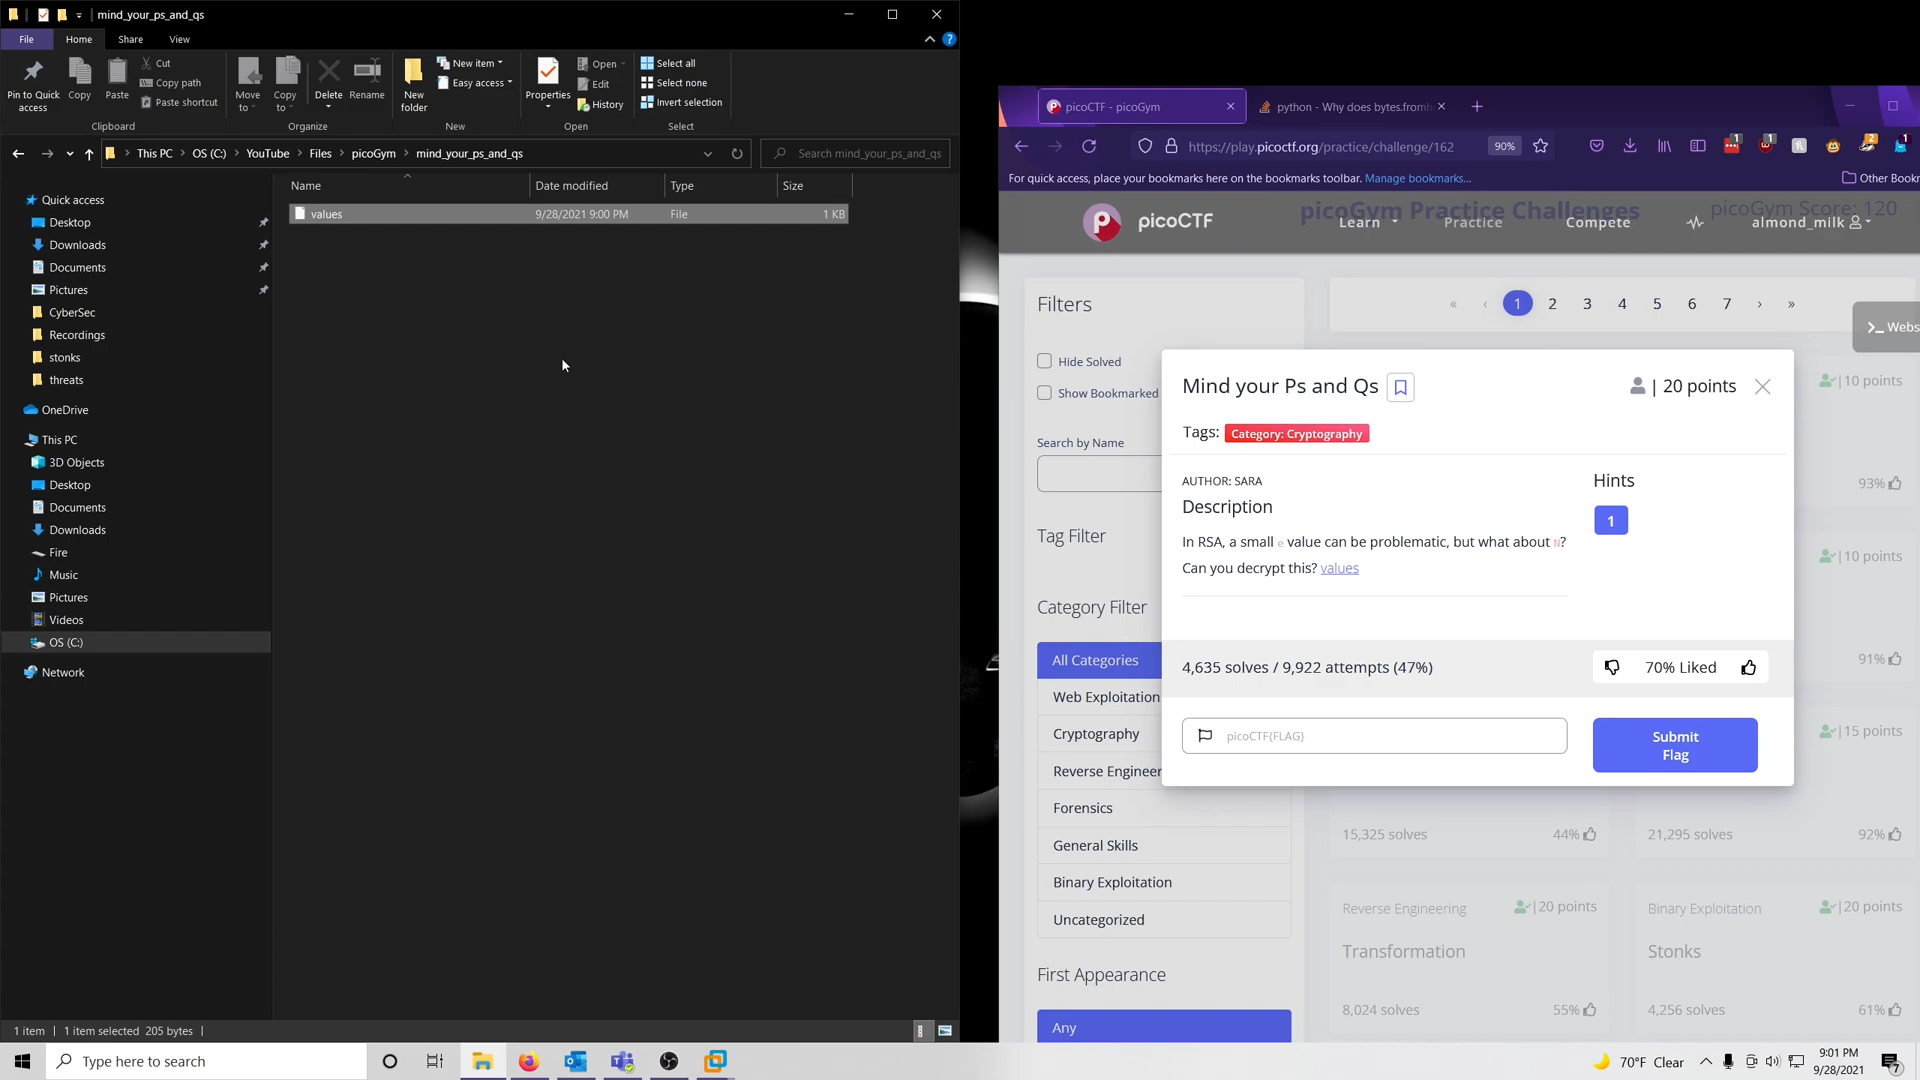 mind_your_ps_and_qs
File
Home
Share
View
Pin to Quick access
Copy
Paste
Cut
Copy path
Paste shortcut
Clipboard
Move to
Copy to
Delete
Rename
Organize
New folder
New item
Easy access
New
Properties
Open
Edit
History
Open
Select all
Select none
Invert selection
Select
This PC > OS (C:) > YouTube > Files > picoGym > mind_your_ps_and_qs
Search mind_your_ps_and_qs
Name
Date modified
Type
Size
values
9/28/2021 9:00 PM
File
1 KB
Quick access
Desktop
Downloads
Documents
Pictures
CyberSec
Recordings
stonks
threats
OneDrive
This PC
3D Objects
Desktop
Documents
Downloads
Fire
Music
Pictures
Videos
OS (C:)
Network
1 item
1 item selected 205 bytes
picoCTF - picoGym
python - Why does bytes.fromh
https://play.picoctf.org/practice/challenge/162
90%
1
1
2
1
For quick access, place your bookmarks here on the bookmarks toolbar. Manage bookmarks...
Other Bookr
picoGym Practice Challenges
picoGym Score: 120
picoCTF
Learn
Practice
Compete
almond_milk
Filters
Hide Solved
Show Bookmarked
Search by Name
Tag Filter
Category Filter
All Categories
Web Exploitation
Cryptography
Reverse Engineer
Forensics
General Skills
Binary Exploitation
Uncategorized
First Appearance
Any
« ‹ 1 2 3 4 5 6 7 › »
>_ Webs
|10 points
93%
|10 points
91%
|15 points
15,325 solves
44%
21,295 solves
92%
Reverse Engineering
|20 points
Transformation
8,024 solves
55%
Binary Exploitation
|20 points
Stonks
4,256 solves
61%
Mind your Ps and Qs
| 20 points
Tags: Category: Cryptography
AUTHOR: SARA
Description
In RSA, a small e value can be problematic, but what about N?
Can you decrypt this? values
Hints
1
4,635 solves / 9,922 attempts (47%)
70% Liked
picoCTF{FLAG}
Submit
Flag
Type here to search
70°F Clear
9:01 PM
9/28/2021
7